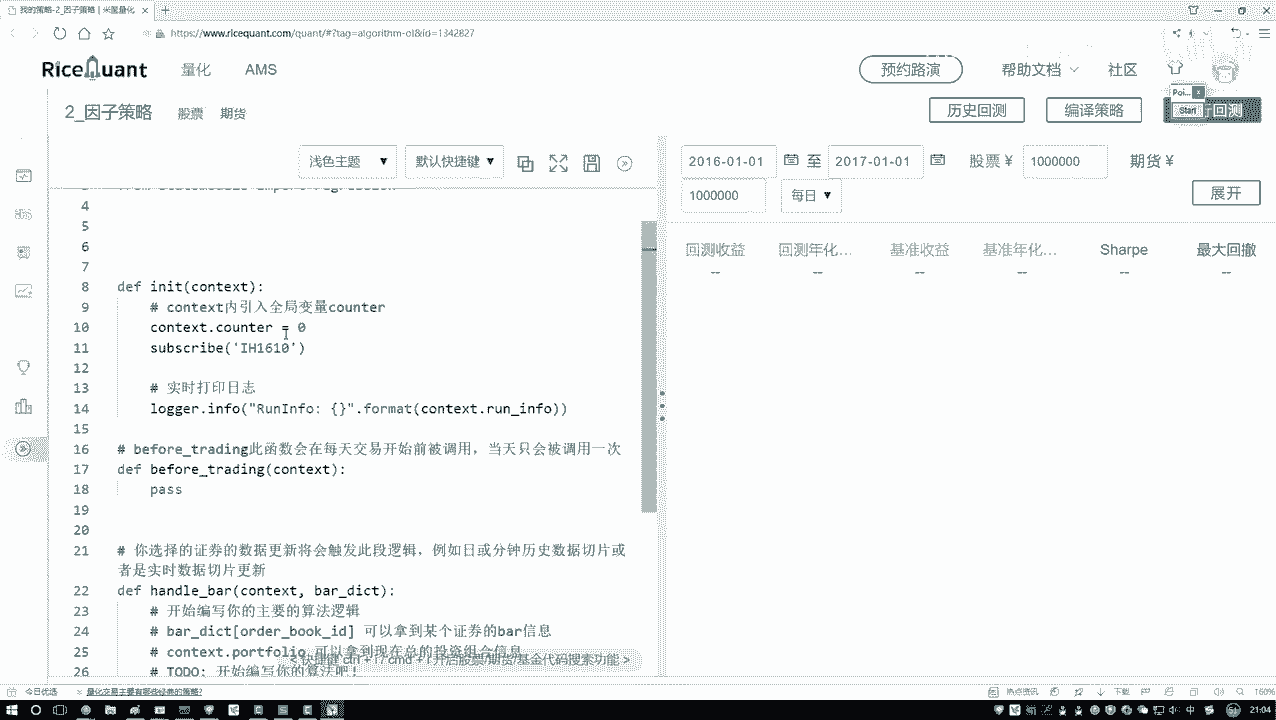 我的策略-2_因子策略 | 米筐量化
https://www.ricequant.com/quant/#?tag=algorithm-ol&id=1342827
RiceQuant 量化 AMS 预约路演 帮助文档 社区
Poi... x
2_因子策略 股票 期货 历史回测 编译策略 Start 回测
浅色主题 默认快捷键 2016-01-01 至 2017-01-01 股票 ¥ 1000000 期货 ¥
1000000 每日 展开
回测收益 回测年化... 基准收益 基准年化... Sharpe 最大回撤
-- -- -- -- -- --
4
5
6
7
8 def init(context):
9 # context内引入全局变量counter
10 context.counter = 0
11 subscribe('IH1610')
12
13 # 实时打印日志
14 logger.info("RunInfo: {}".format(context.run_info))
15
16 # before_trading此函数会在每天交易开始前被调用，当天只会被调用一次
17 def before_trading(context):
18 pass
19
20
21 # 你选择的证券的数据更新将会触发此段逻辑，例如日或分钟历史数据切片或
者是实时数据切片更新
22 def handle_bar(context, bar_dict):
23 # 开始编写你的主要的算法逻辑
24 # bar_dict[order_book_id] 可以拿到某个证券的bar信息
25 # context.portfolio 可以拿到现在总的投资组合信息
< 快捷键 ctrl + I / cmd + I 开启股票/期货/基金代码搜索功能 >
26 # TODO: 开始编写你的算法吧！
今日优选 量化交易主要有哪些经典的策略? 热点资讯 下载 160%
中 21:04